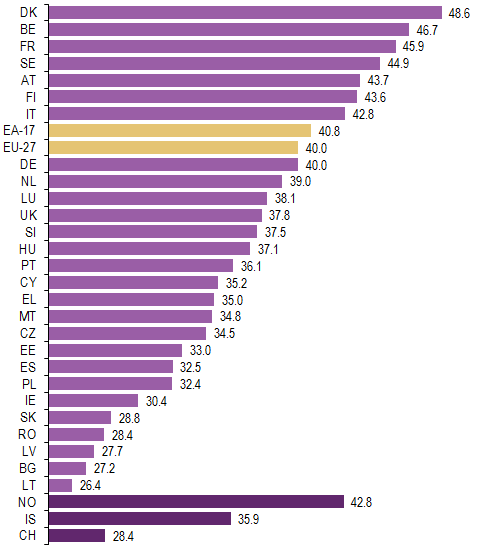 DK 48.6
BE 46.7
FR 45.9
SE 44.9
AT 43.7
FI 43.6
IT 42.8
EA-17 40.8
EU-27 40.0
DE 40.0
NL 39.0
LU 38.1
UK 37.8
SI 37.5
HU 37.1
PT 36.1
CY 35.2
EL 35.0
MT 34.8
CZ 34.5
EE 33.0
ES 32.5
PL 32.4
IE 30.4
SK 28.8
RO 28.4
LV 27.7
BG 27.2
LT 26.4
NO 42.8
IS 35.9
CH 28.4